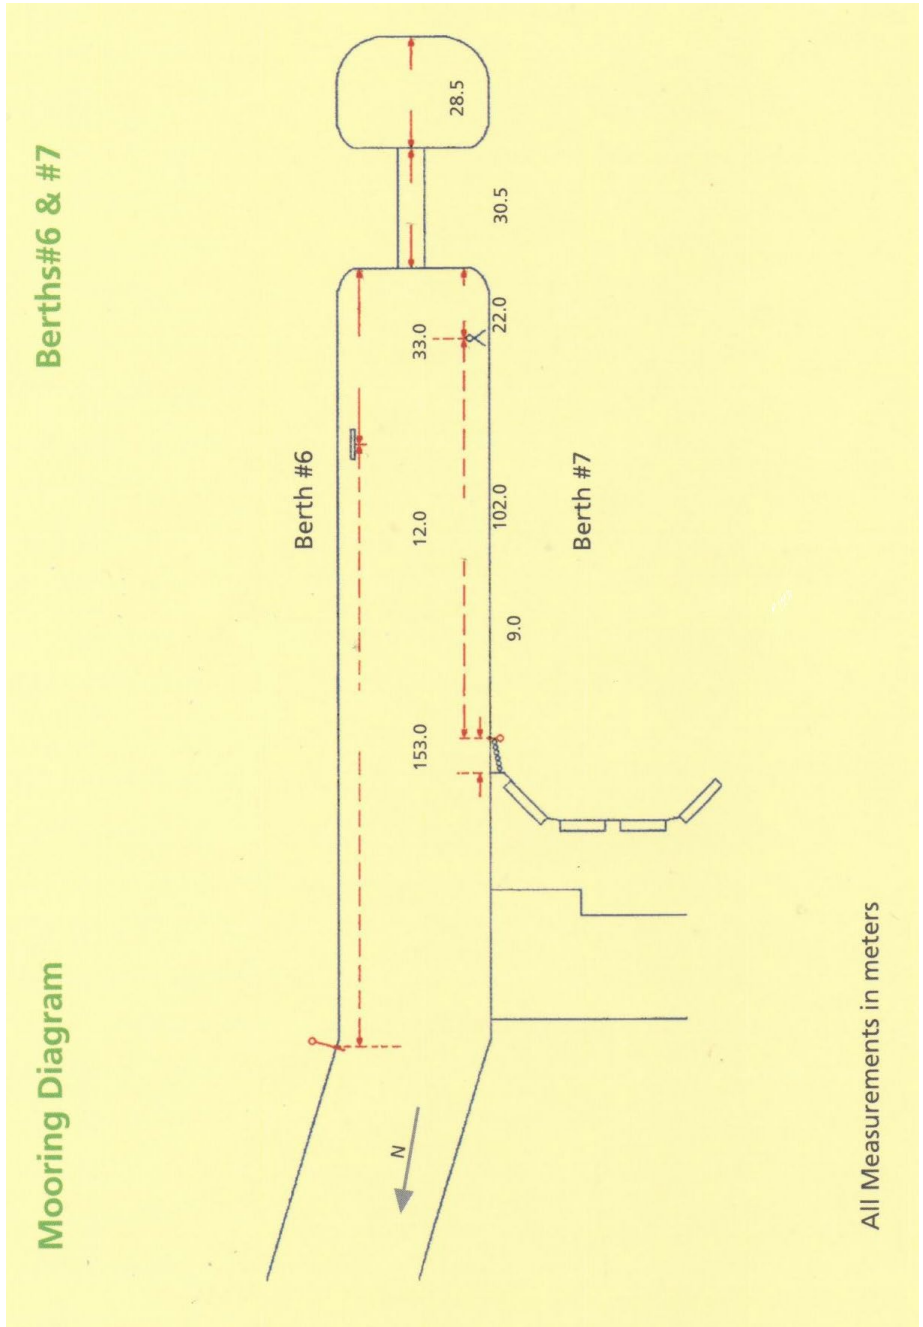 Mooring Diagram
Berths#6 & #7
Berth #6
28.5
30.5
33.0
22.0
12.0
102.0
153.0
9.0
Berth #7
N
All Measurements in meters